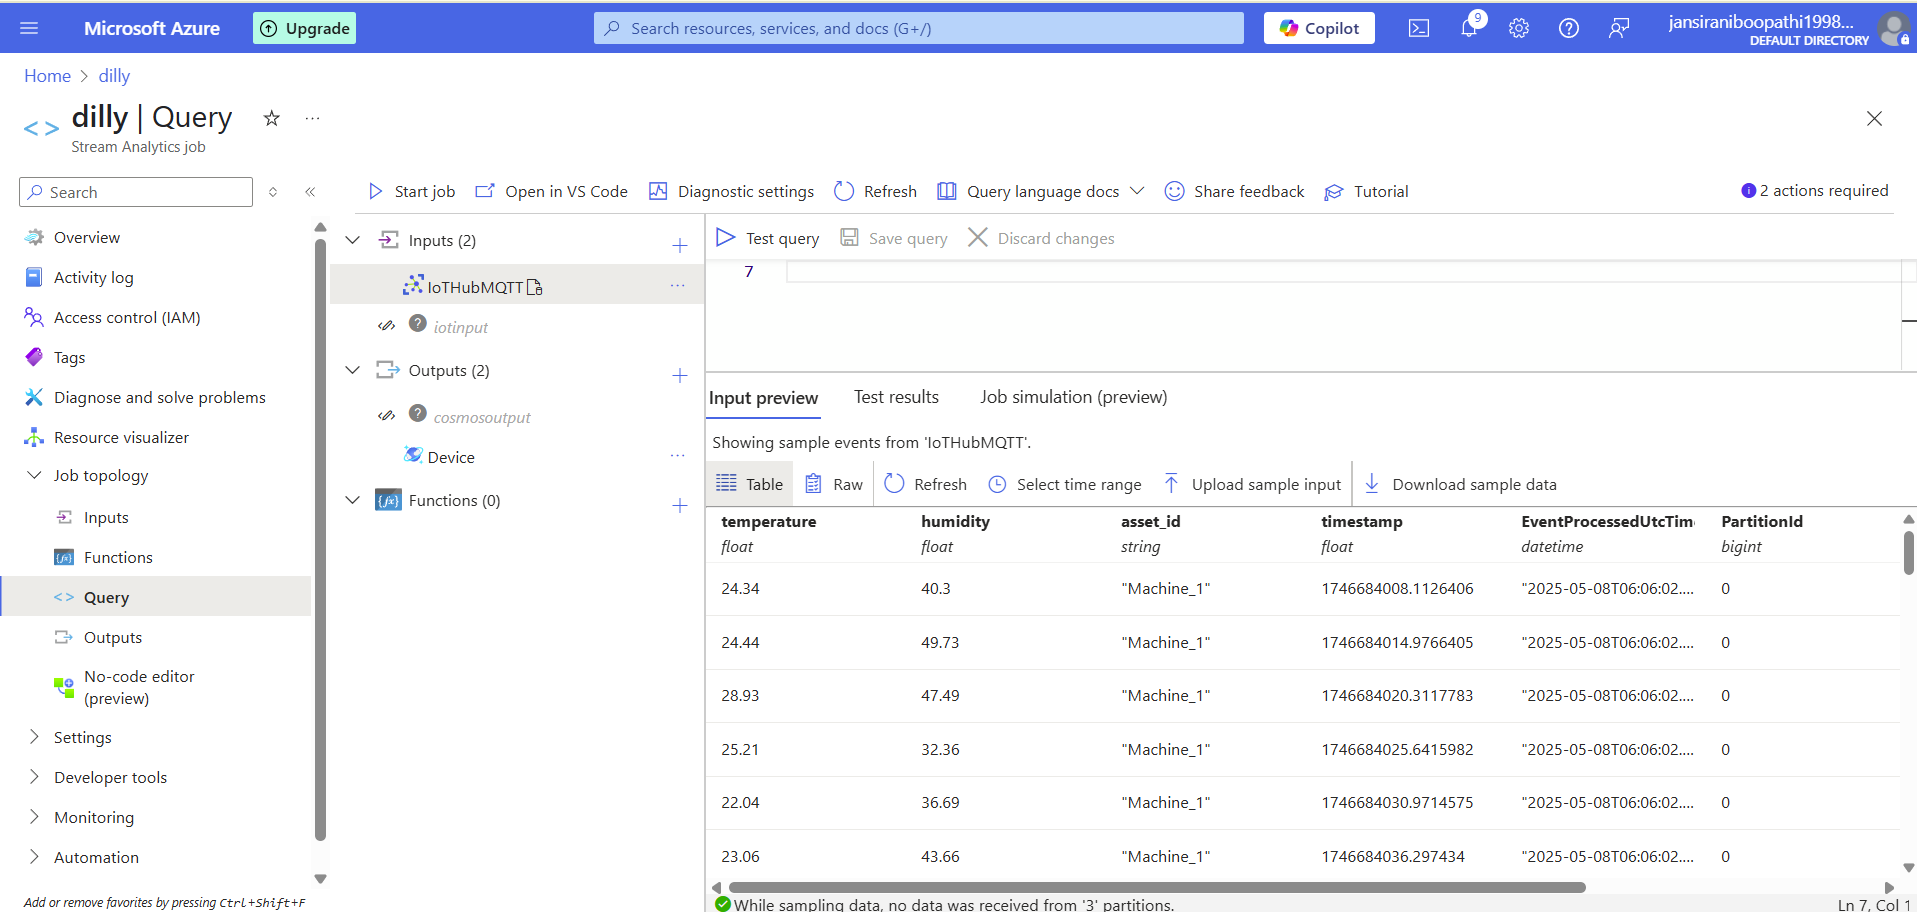 Microsoft Azure
Upgrade
Search resources, services, and docs (G+/)
Copilot
9
jansiraniboopathi1998...
DEFAULT DIRECTORY
Home > dilly
dilly | Query
Stream Analytics job
Search
Start job
Open in VS Code
Diagnostic settings
Refresh
Query language docs
Share feedback
Tutorial
2 actions required
Overview
Activity log
Access control (IAM)
Tags
Diagnose and solve problems
Resource visualizer
Job topology
Inputs
Functions
Query
Outputs
No-code editor
(preview)
Settings
Developer tools
Monitoring
Automation
Add or remove favorites by pressing Ctrl+Shift+F
Inputs (2)
IoTHubMQTT
iotinput
Outputs (2)
cosmosoutput
Device
Functions (0)
Test query
Save query
Discard changes
7
Input preview
Test results
Job simulation (preview)
Showing sample events from 'IoTHubMQTT'.
Table
Raw
Refresh
Select time range
Upload sample input
Download sample data
temperature humidity asset_id timestamp EventProcessedUtcTim PartitionId
float float string float datetime bigint
24.34 40.3 "Machine_1" 1746684008.1126406 "2025-05-08T06:06:02.... 0
24.44 49.73 "Machine_1" 1746684014.9766405 "2025-05-08T06:06:02.... 0
28.93 47.49 "Machine_1" 1746684020.3117783 "2025-05-08T06:06:02.... 0
25.21 32.36 "Machine_1" 1746684025.6415982 "2025-05-08T06:06:02.... 0
22.04 36.69 "Machine_1" 1746684030.9714575 "2025-05-08T06:06:02.... 0
23.06 43.66 "Machine_1" 1746684036.297434 "2025-05-08T06:06:02.... 0
While sampling data, no data was received from '3' partitions.
Ln 7, Col 1